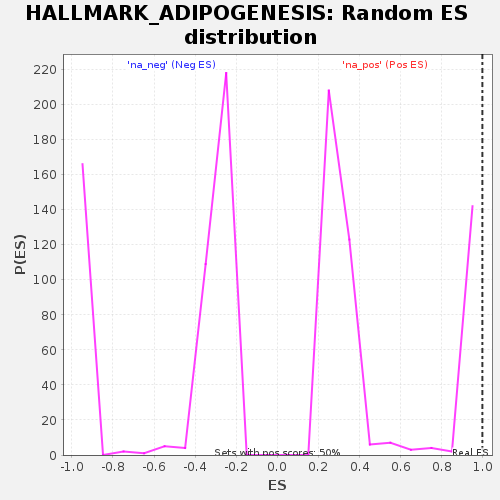 HALLMARK_ADIPOGENESIS: Random ES
distribution
'na_neg' (Neg ES)
'na_pos' (Pos ES)
220
200
180
160
140
120
100
80
60
40
20
0
P(ES)
Sets with pos scores: 50%
Real ES
-1.0 -0.8 -0.6 -0.4 -0.2 0.0 0.2 0.4 0.6 0.8 1.0
ES